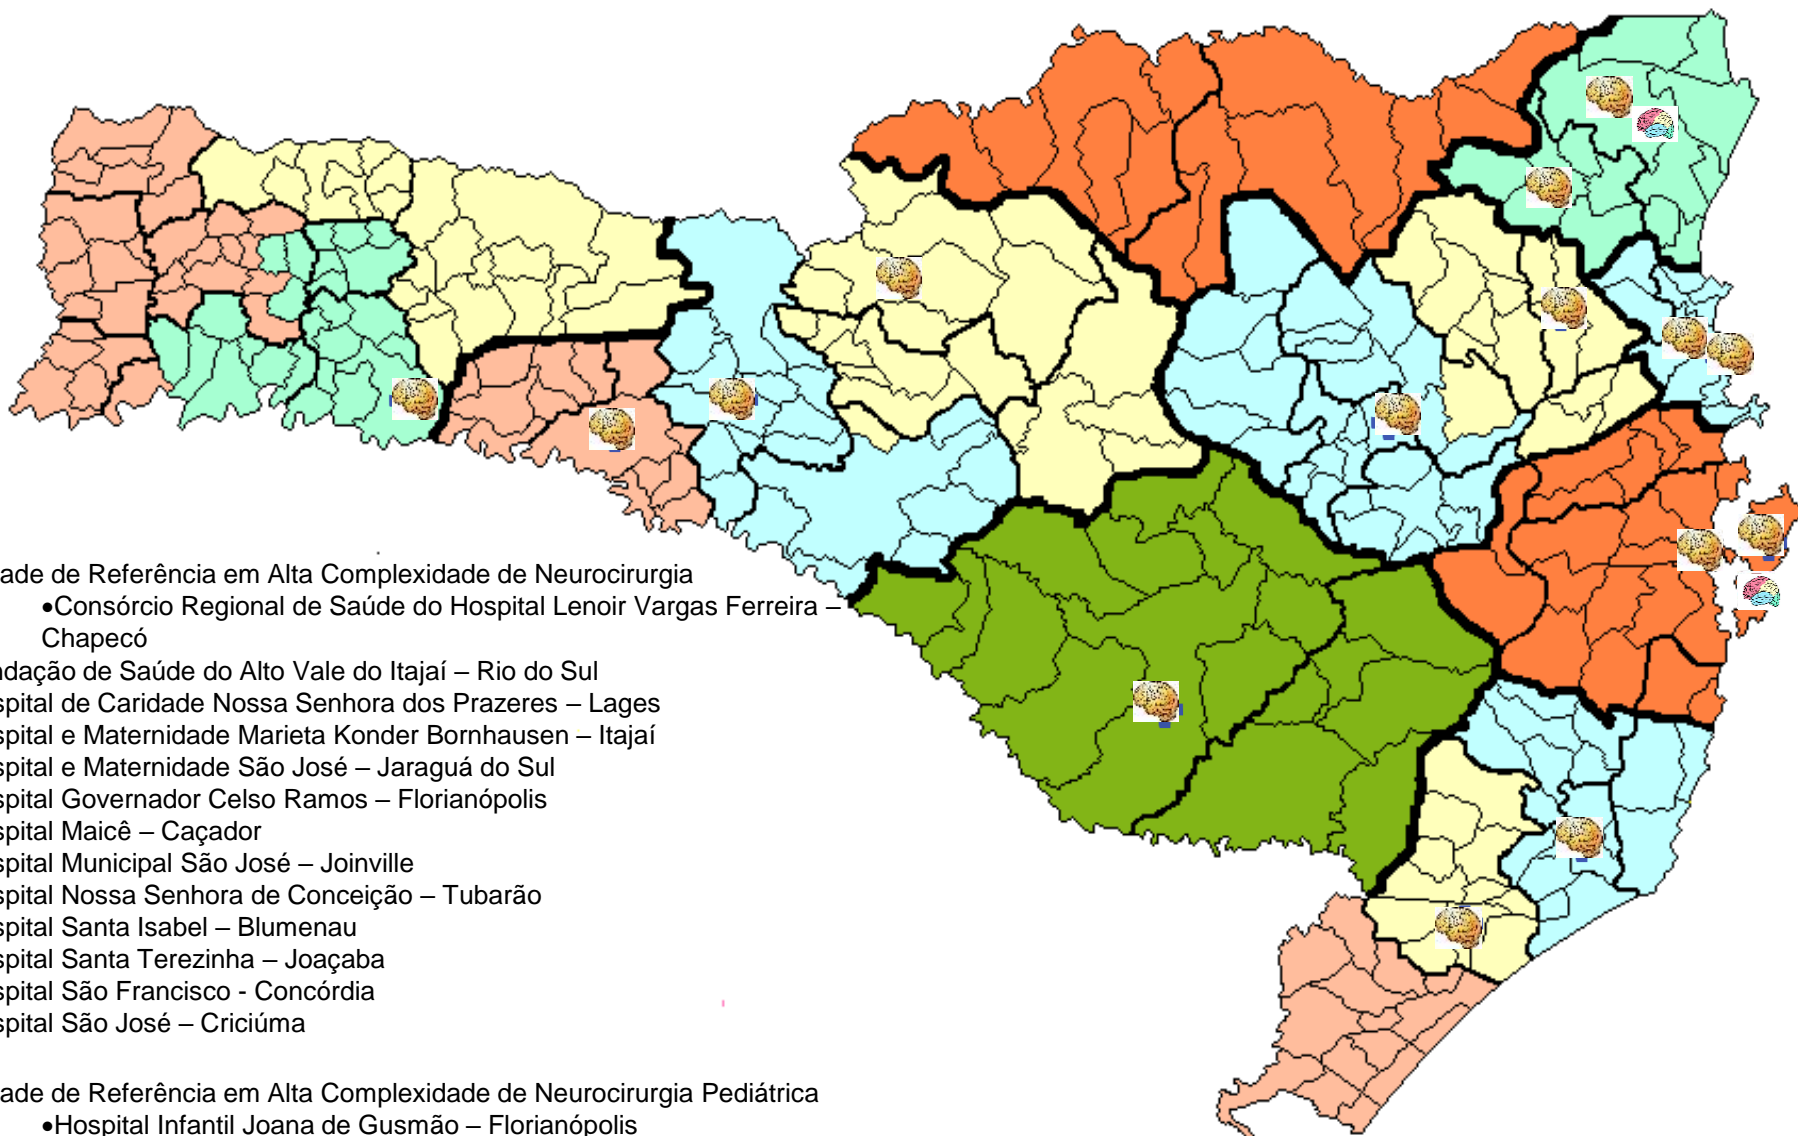 ade de Referência em Alta Complexidade de Neurocirurgia
•Consórcio Regional de Saúde do Hospital Lenoir Vargas Ferreira –
Chapecó
ndação de Saúde do Alto Vale do Itajaí – Rio do Sul
spital de Caridade Nossa Senhora dos Prazeres – Lages
spital e Maternidade Marieta Konder Bornhausen – Itajaí
spital e Maternidade São José – Jaraguá do Sul
spital Governador Celso Ramos – Florianópolis
spital Maicê – Caçador
spital Municipal São José – Joinville
spital Nossa Senhora de Conceição – Tubarão
spital Santa Isabel – Blumenau
spital Santa Terezinha – Joaçaba
spital São Francisco - Concórdia
spital São José – Criciúma
ade de Referência em Alta Complexidade de Neurocirurgia Pediátrica
•Hospital Infantil Joana de Gusmão – Florianópolis